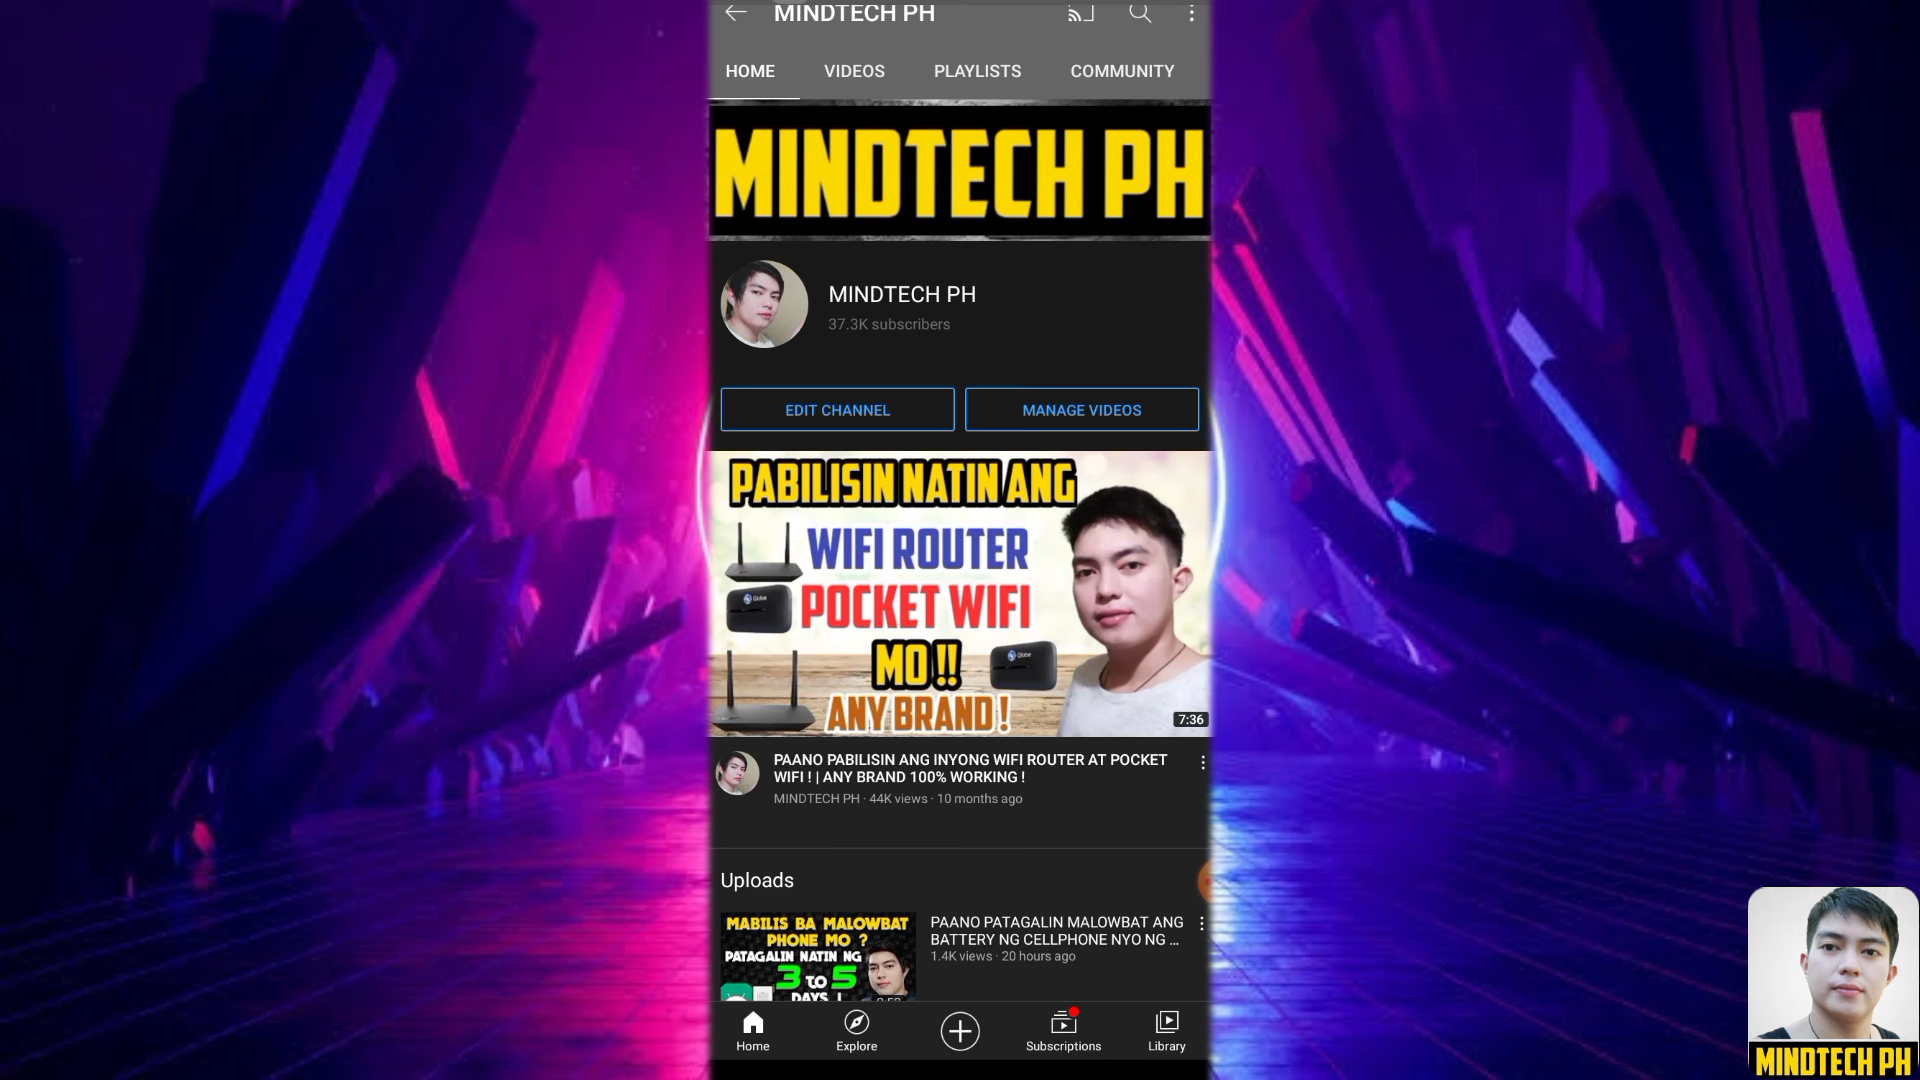 MINDTECH PH
HOME VIDEOS PLAYLISTS COMMUNITY
MINDTECH PH
MINDTECH PH
37.3K subscribers
EDIT CHANNEL MANAGE VIDEOS
PABILISIN NATIN ANG
WIFI ROUTER
Globe
POCKET WIFI
MO!!
Globe
ANY BRAND!
7:36
PAANO PABILISIN ANG INYONG WIFI ROUTER AT POCKET
WIFI ! | ANY BRAND 100% WORKING !
MINDTECH PH · 44K views · 10 months ago
Uploads
MABILIS BA MALOWBAT
PHONE MO ?
PATAGALIN NATIN NG
3 TO 5
DAYS !
PAANO PATAGALIN MALOWBAT ANG
BATTERY NG CELLPHONE NYO NG ...
1.4K views · 20 hours ago
Home Explore Subscriptions Library
MINDTECH PH